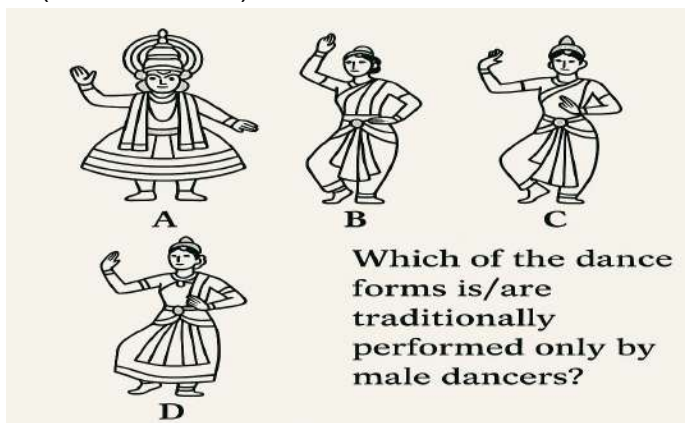 A
B
C
Which of the dance
forms is/are
traditionally
performed only by
male dancers?
D